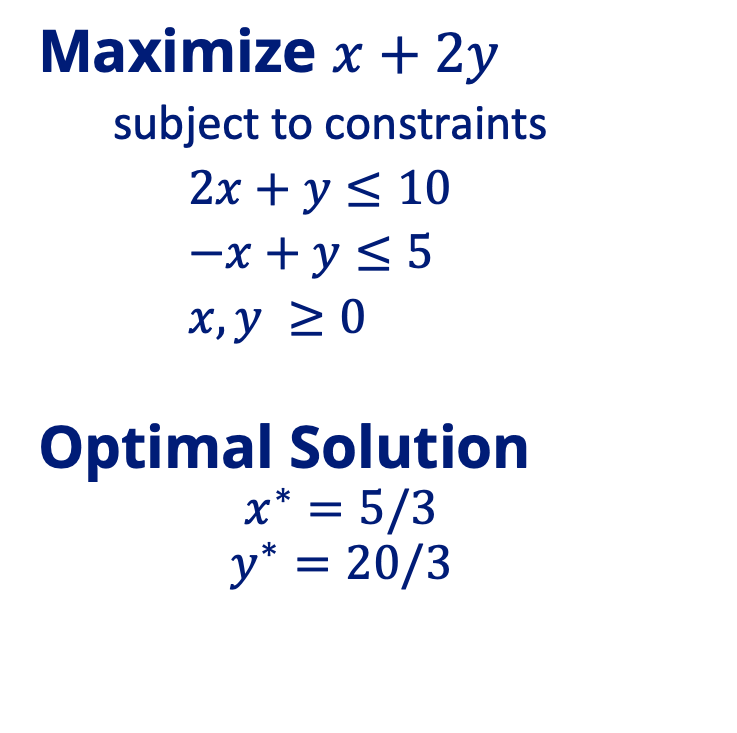 Maximize x + 2y
subject to constraints
2x + y ≤ 10
−x + y ≤ 5
x, y ≥ 0
Optimal Solution
x* = 5/3
y* = 20/3